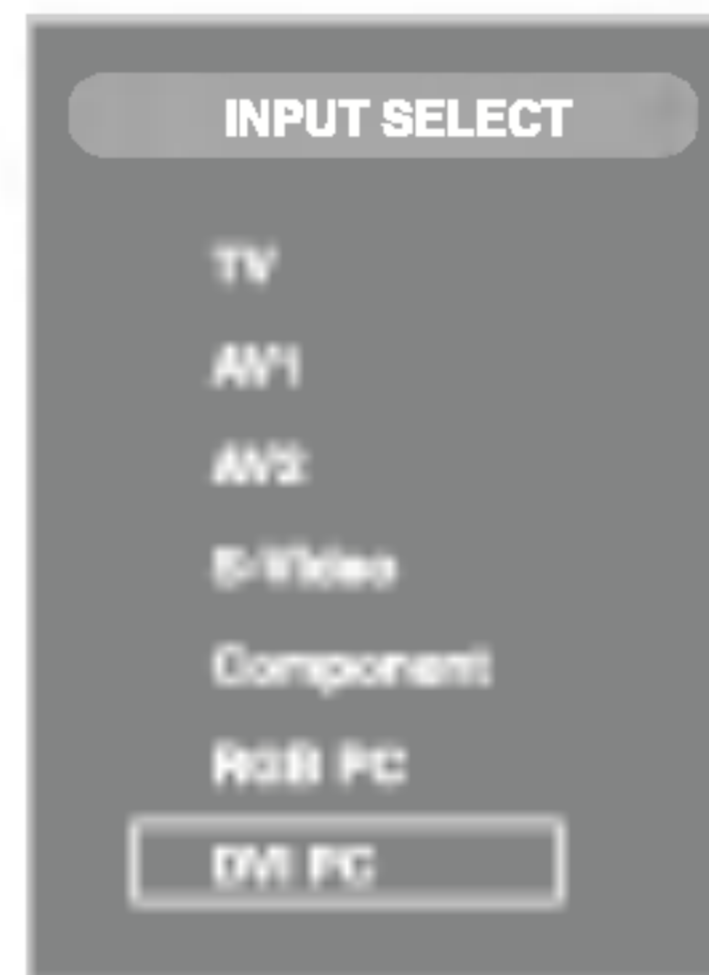 INPUT SELECT
TV
AV1
AV2
S-Video
Component
RGB PC
DVI PC